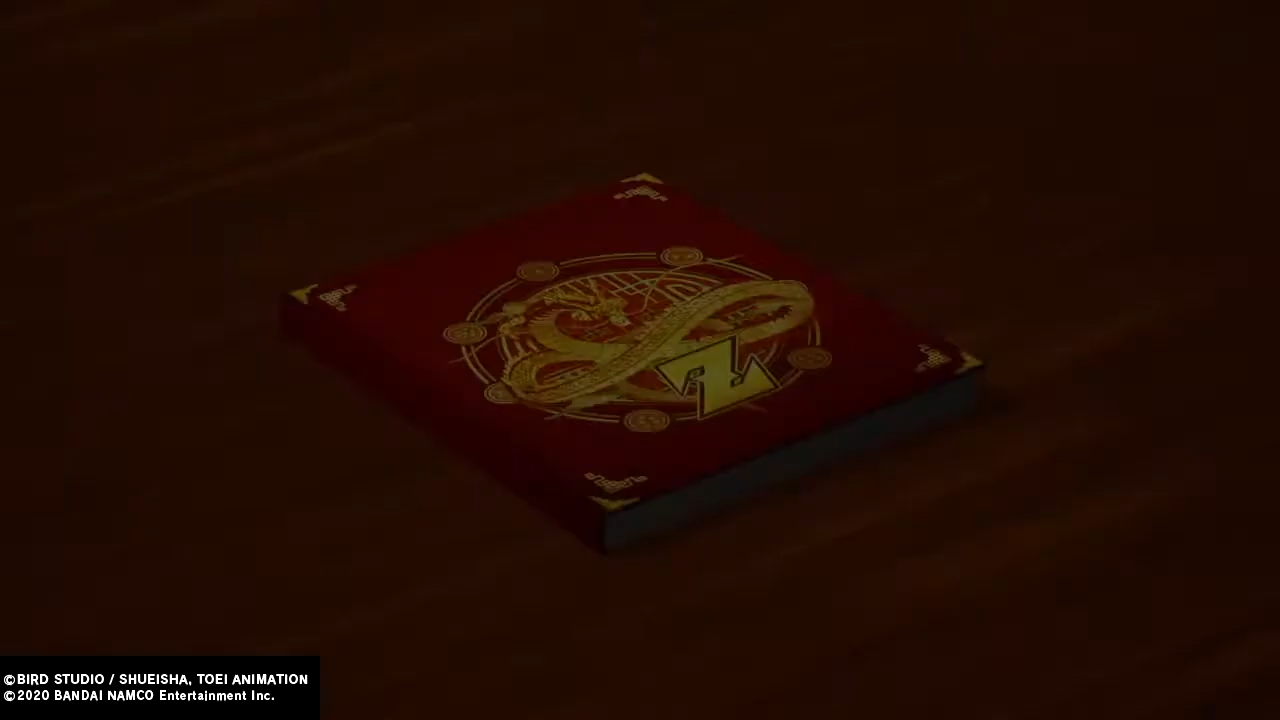 Z
©BIRD STUDIO / SHUEISHA, TOEI ANIMATION
©2020 BANDAI NAMCO Entertainment Inc.